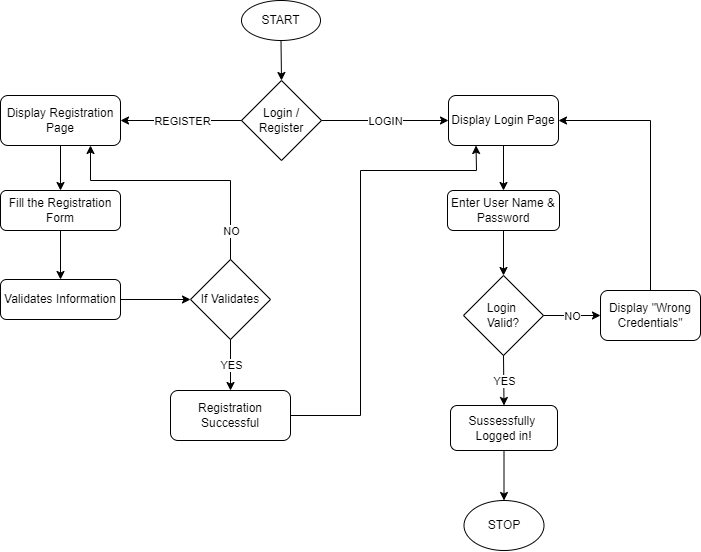 START
Login /
Register
REGISTER
LOGIN
Display Registration
Page
Display Login Page
Fill the Registration
Form
Enter User Name &
Password
NO
Validates Information
If Validates
Login
Valid?
NO
Display "Wrong
Credentials"
YES
YES
Registration
Successful
Sussessfully
Logged in!
STOP